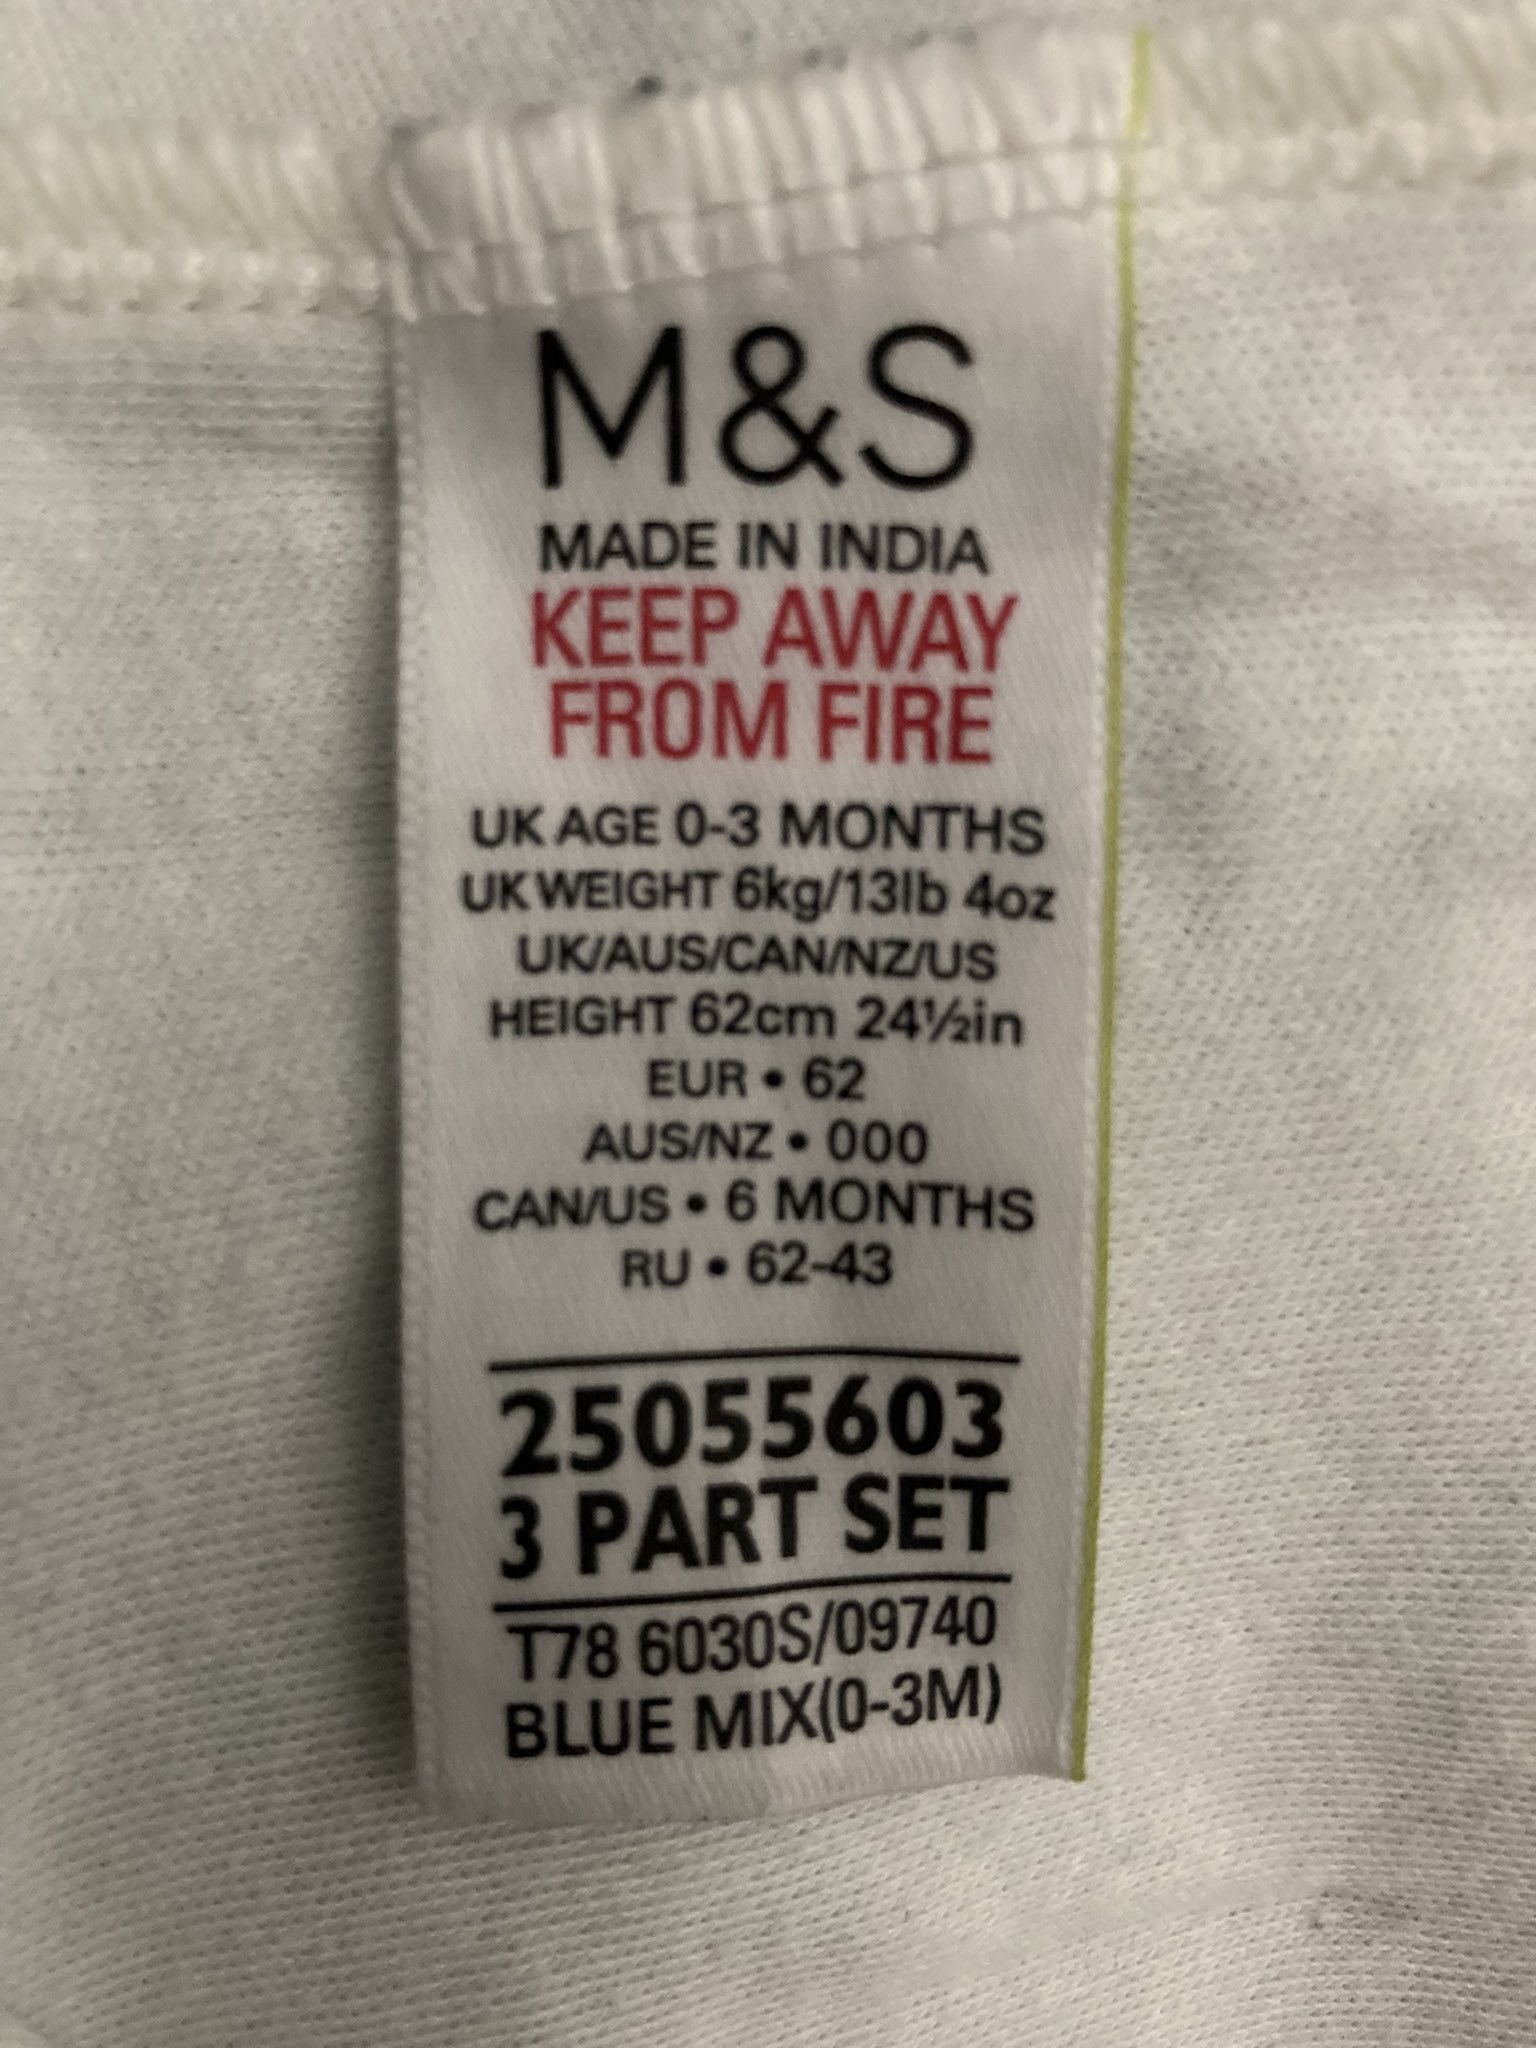 M&S
MADE IN INDIA
KEEP AWAY
FROM FIRE
UK AGE 0-3 MONTHS
UK WEIGHT 6kg/13lb 4oz
UK/AUS/CAN/NZ/US
HEIGHT 62cm 24½in
EUR • 62
AUS/NZ • 000
CAN/US • 6 MONTHS
RU • 62-43
25055603
3 PART SET
T78 6030S/09740
BLUE MIX(0-3M)